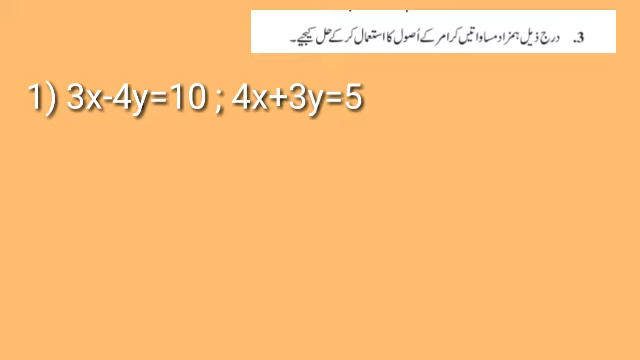 3. درج ذیل ہمزاد مساواتیں کرامر کے اُصول کا استعمال کر کے حل کیجیے۔
1) 3x-4y=10 ; 4x+3y=5